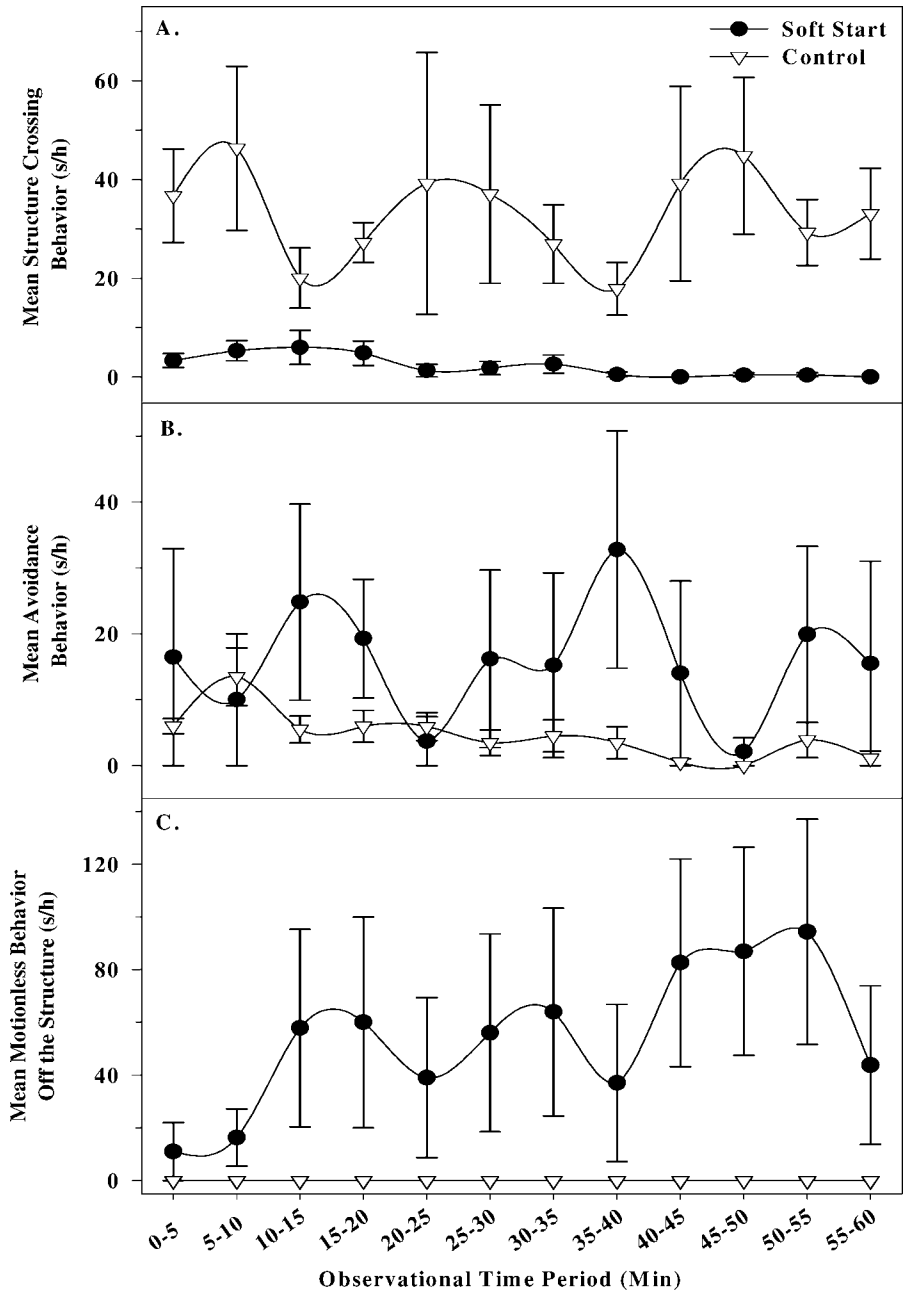 A.
Soft Start
Control
Mean Structure Crossing
Behavior (s/h)
60
40
20
0
B.
Mean Avoidance
Behavior (s/h)
40
20
0
C.
Mean Motionless Behavior
Off the Structure (s/h)
120
80
40
0
0-5 5-10 10-15 15-20 20-25 25-30 30-35 35-40 40-45 45-50 50-55 55-60
Observational Time Period (Min)